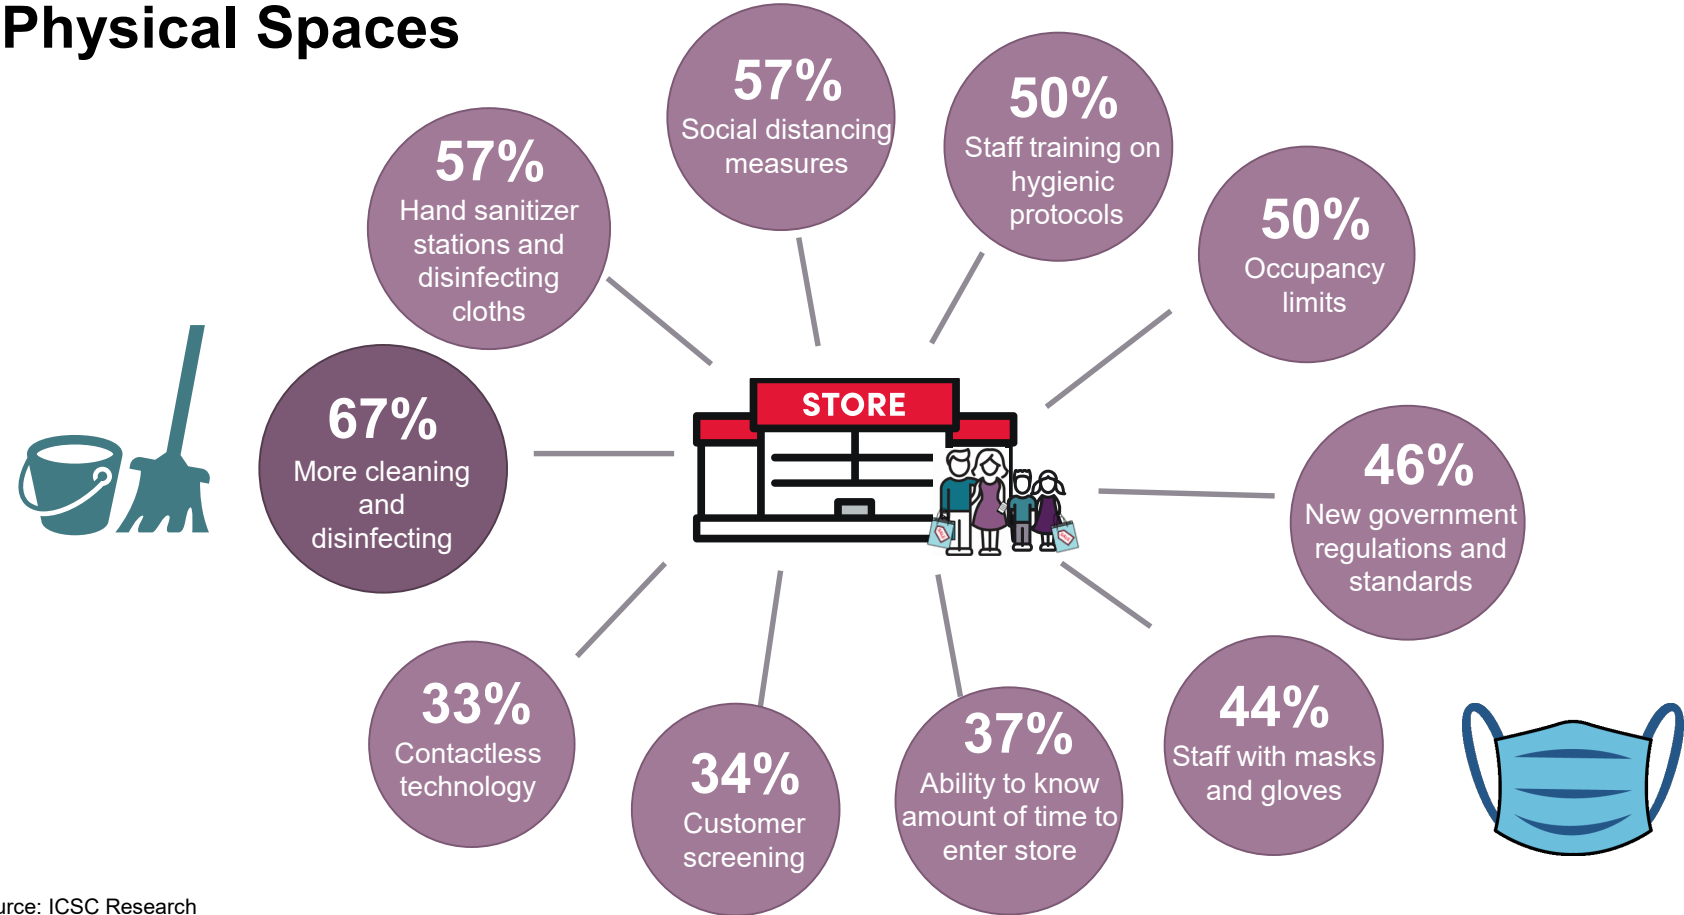 Physical Spaces
57%
Social distancing
measures
50%
Staff training on
hygienic
protocols
57%
Hand sanitizer
stations and
disinfecting
cloths
50%
Occupancy
limits
67%
More cleaning
and
disinfecting
STORE
46%
New government
regulations and
standards
33%
Contactless
technology
34%
Customer
screening
37%
Ability to know
amount of time to
enter store
44%
Staff with masks
and gloves
urce: ICSC Research